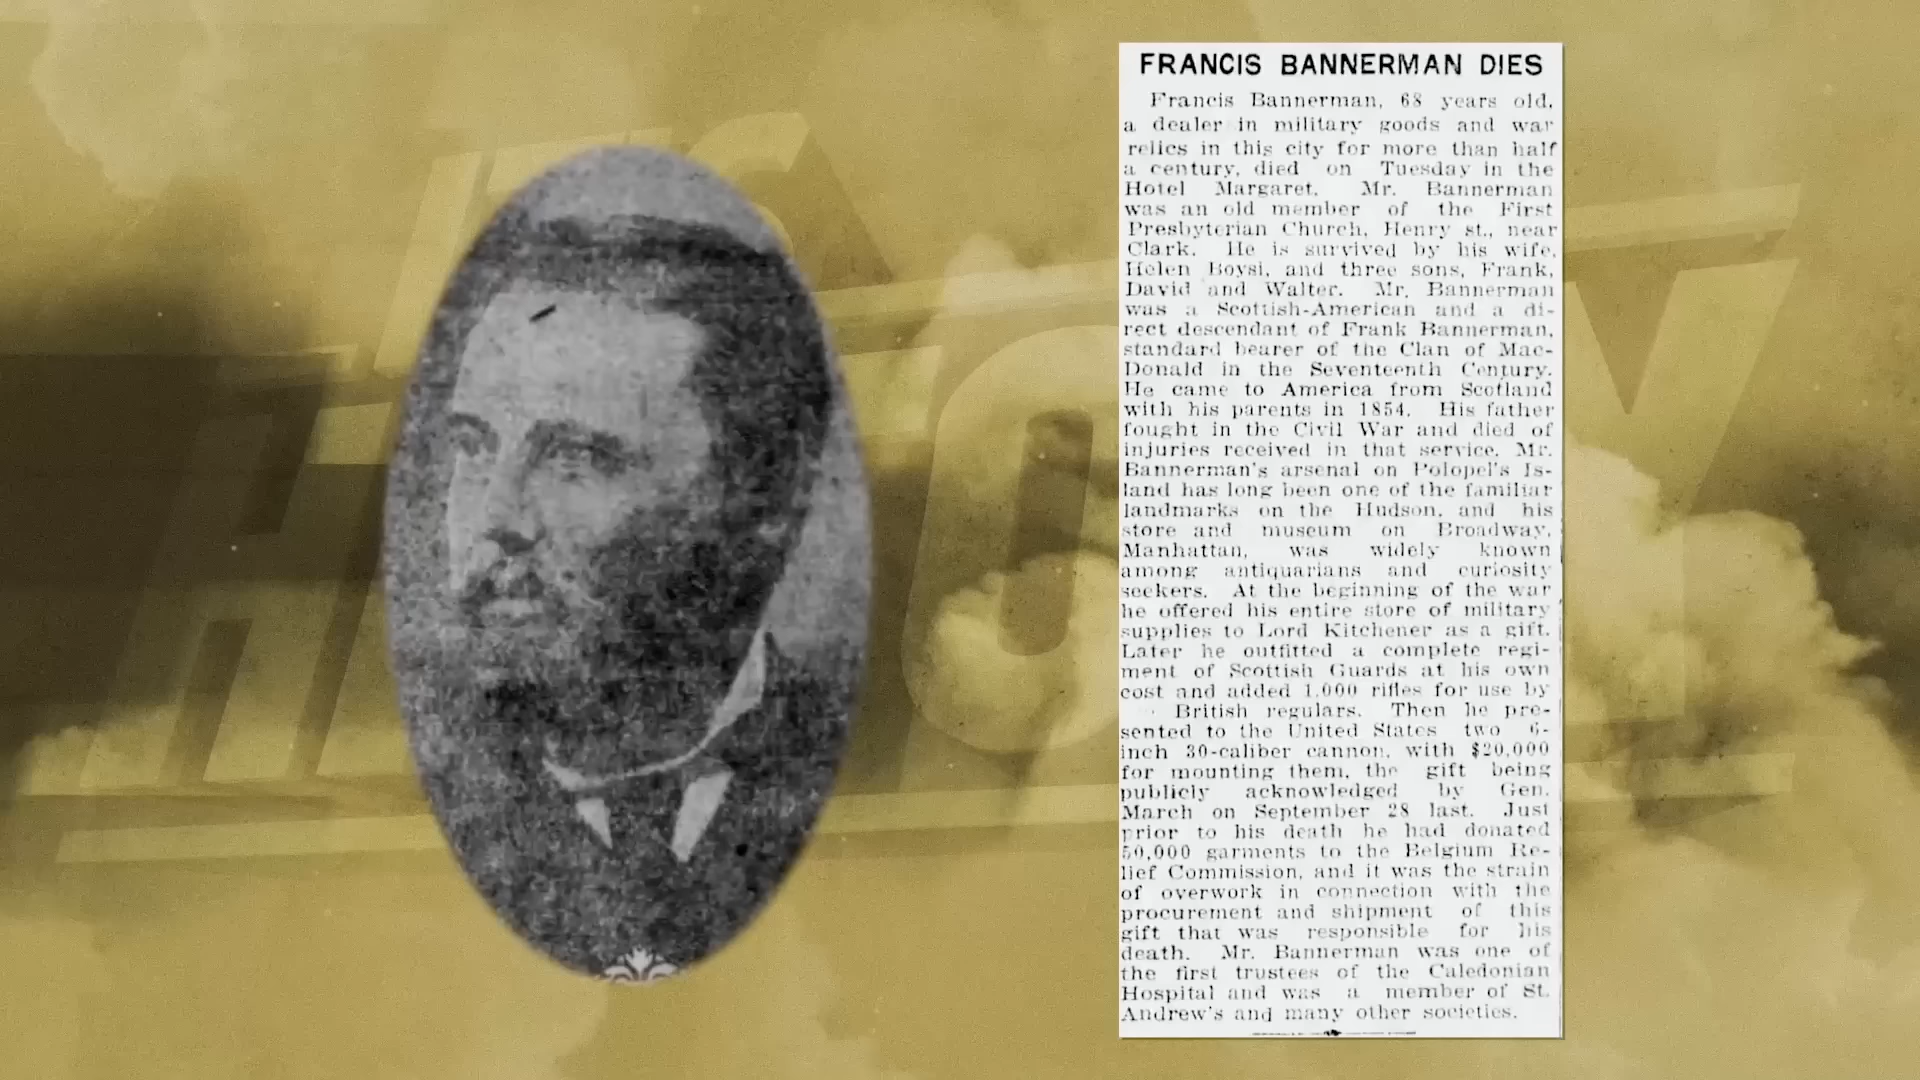 IT'S
HISTORY
FRANCIS BANNERMAN DIES
Francis Bannerman, 68 years old,
a dealer in military goods and war
relics in this city for more than half
a century, died on Tuesday in the
Hotel Margaret. Mr. Bannerman
was an old member of the First
Presbyterian Church, Henry st., near
Clark. He is survived by his wife,
Helen Boysi, and three sons, Frank,
David and Walter. Mr. Bannerman
was a Scottish-American and a di-
rect descendant of Frank Bannerman,
standard bearer of the Clan of Mac-
Donald in the Seventeenth Century.
He came to America from Scotland
with his parents in 1854. His father
fought in the Civil War and died of
injuries received in that service. Mr.
Bannerman's arsenal on Polopel's Is-
land has long been one of the familiar
landmarks on the Hudson, and his
store and museum on Broadway,
Manhattan, was widely known
among antiquarians and curiosity
seekers. At the beginning of the war
he offered his entire store of military
supplies to Lord Kitchener as a gift.
Later he outfitted a complete regi-
ment of Scottish Guards at his own
cost and added 1,000 rifles for use by
British regulars. Then he pre-
sented to the United States two 6-
inch 30-caliber cannon, with $20,000
for mounting them, the gift being
publicly acknowledged by Gen.
March on September 28 last. Just
prior to his death he had donated
50,000 garments to the Belgium Re-
lief Commission, and it was the strain
of overwork in connection with the
procurement and shipment of this
gift that was responsible for his
death. Mr. Bannerman was one of
the first trustees of the Caledonian
Hospital and was a member of St.
Andrew's and many other societies.